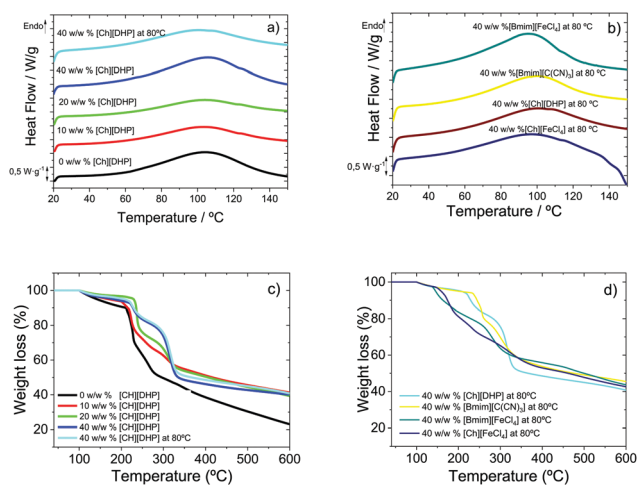 Endo
a)
40 w/w % [Ch][DHP] at 80ºC
40 w/w% [Ch][DHP]
20 w/w % [Ch][DHP]
10 w/w % [Ch][DHP]
0 w/w % [Ch][DHP]
0,5 W·g⁻¹
Heat Flow / W/g
20 40 60 80 100 120 140
Temperature / ºC
Endo
b)
40 w/w%[Bmim][FeCl₄] at 80 ºC
40 w/w %[Bmim][C(CN)₃] at 80 ºC
40 w/w %[Ch][DHP] at 80ºC
40 w/w % [Ch][FeCl₄] at 80ºC
0,5 W·g⁻¹
Heat Flow / W/g
20 40 60 80 100 120 140
Temperature / ºC
c)
100
80
60
40
20
Weight loss (%)
0 w/w % [CH][DHP]
10 w/w % [CH][DHP]
20 w/w % [CH][DHP]
40 w/w % [CH][DHP]
40 w/w % [CH][DHP] at 80ºC
100 200 300 400 500 600
Temperature (ºC)
d)
100
80
60
40
20
Weight loss (%)
40 w/w % [Ch][DHP] at 80ºC
40 w/w % [Bmim][C(CN)₃] at 80ºC
40 w/w % [Bmim][FeCl₄] at 80ºC
40 w/w % [Ch][FeCl₄] at 80ºC
100 200 300 400 500 600
Temperature (ºC)